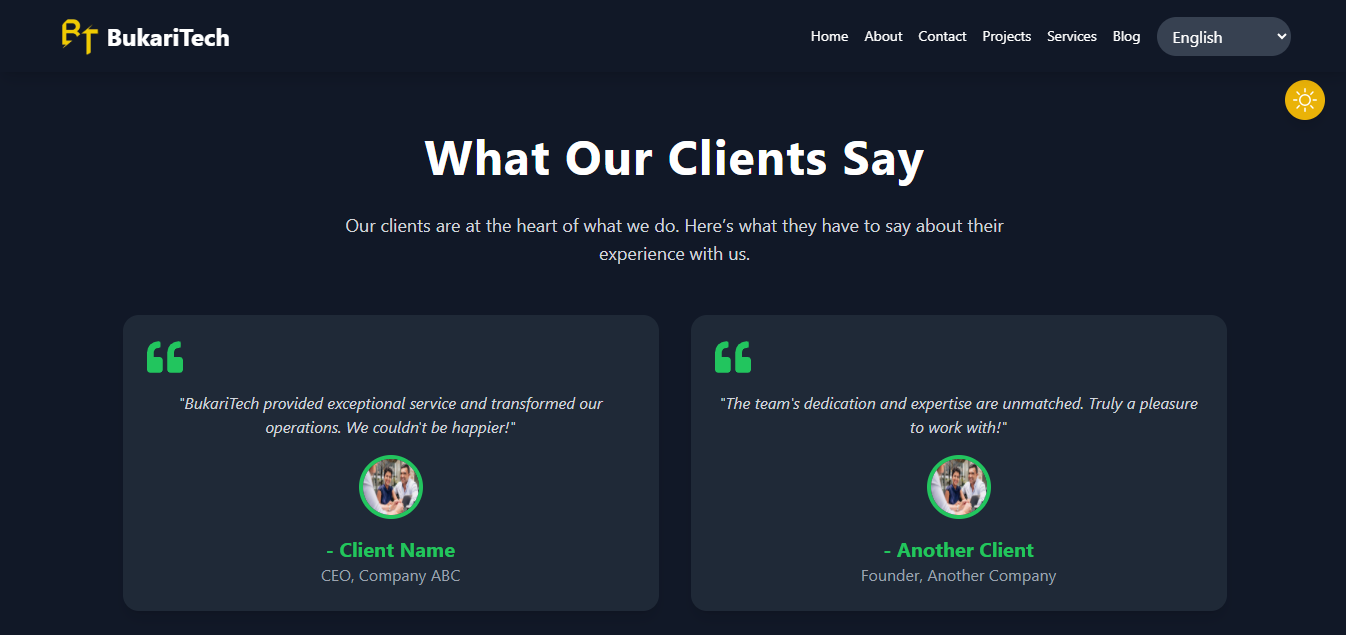 BT BukariTech
Home About Contact Projects Services Blog English
What Our Clients Say
Our clients are at the heart of what we do. Here’s what they have to say about their
experience with us.
"BukariTech provided exceptional service and transformed our
operations. We couldn't be happier!"
- Client Name
CEO, Company ABC
"The team's dedication and expertise are unmatched. Truly a pleasure
to work with!"
- Another Client
Founder, Another Company